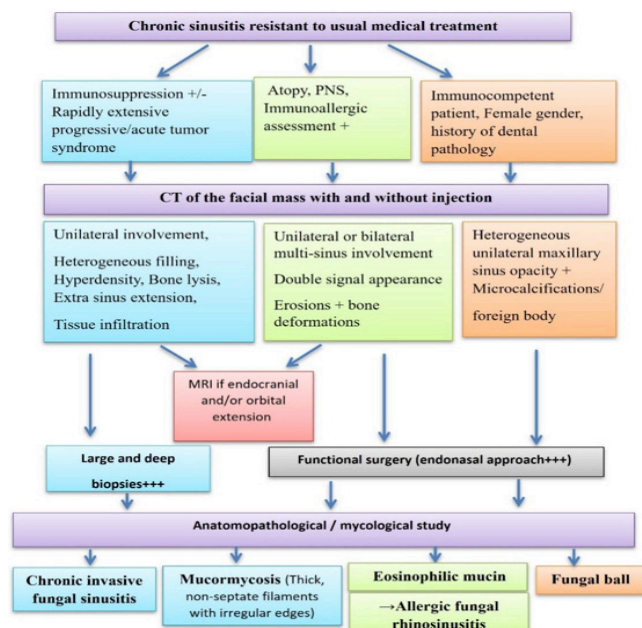 Chronic sinusitis resistant to usual medical treatment
Immunosuppression +/-
Rapidly extensive
progressive/acute tumor
syndrome
Atopy, PNS,
Immunoallergic
assessment +
Immunocompetent
patient, Female gender,
history of dental
pathology
CT of the facial mass with and without injection
Unilateral involvement,
Heterogeneous filling,
Hyperdensity, Bone lysis,
Extra sinus extension,
Tissue infiltration
Unilateral or bilateral
multi-sinus involvement
Double signal appearance
Erosions + bone
deformations
Heterogeneous
unilateral maxillary
sinus opacity +
Microcalcifications/
foreign body
MRI if endocranial
and/or orbital
extension
Large and deep
biopsies+++
Functional surgery (endonasal approach+++)
Anatomopathological / mycological study
Chronic invasive
fungal sinusitis
Mucormycosis (Thick,
non-septate filaments
with irregular edges)
Eosinophilic mucin
→Allergic fungal
rhinosinusitis
Fungal ball